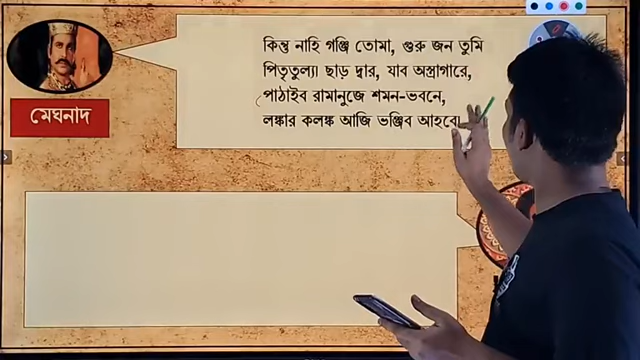 কিন্তু নাহি গঞ্জি তোমা, গুরু জন তুমি
পিতৃতুল্য। ছাড় দ্বার, যাব অস্ত্রাগারে,
পাঠাইব রামানুজে শমন-ভবনে,
লঙ্কার কলঙ্ক আজি ভঞ্জিব আহবে।
মেঘনাদ